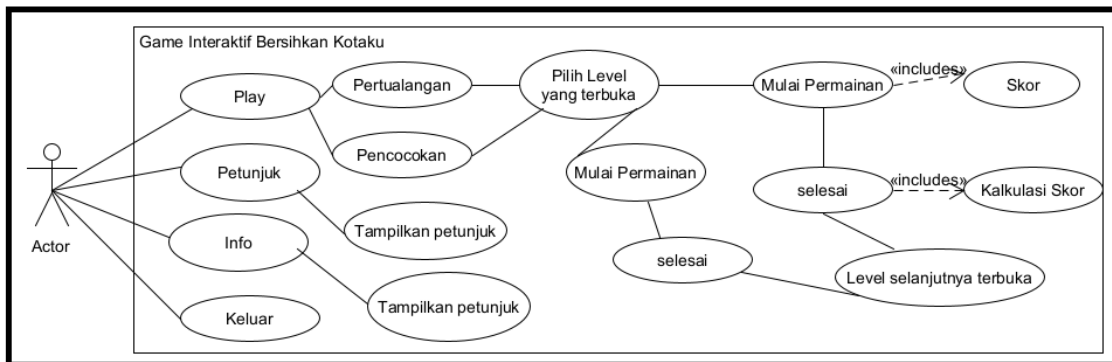 Game Interaktif Bersihkan Kotaku
Play
Pertualangan
Pilih Level
yang terbuka
Mulai Permainan
«includes»
Skor
Pencocokan
Petunjuk
Mulai Permainan
selesai
«includes»
Kalkulasi Skor
Actor
Info
Tampilkan petunjuk
selesai
Level selanjutnya terbuka
Tampilkan petunjuk
Keluar